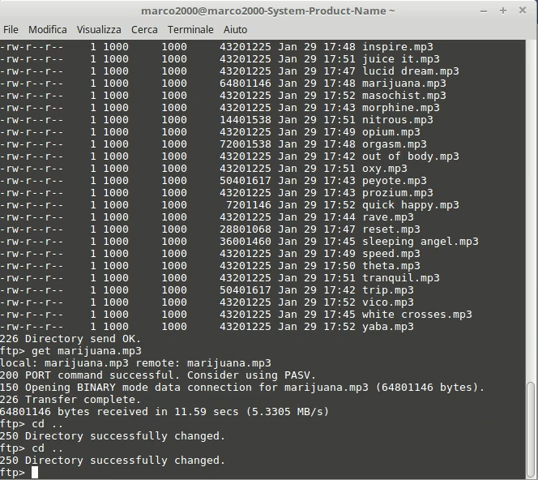 marco2000@marco2000-System-Product-Name ~
File Modifica Visualizza Cerca Terminale Aiuto
-rw-r--r-- 1 1000 1000 43201225 Jan 29 17:48 inspire.mp3
-rw-r--r-- 1 1000 1000 43201225 Jan 29 17:51 juice it.mp3
-rw-r--r-- 1 1000 1000 43201225 Jan 29 17:47 lucid dream.mp3
-rw-r--r-- 1 1000 1000 64801146 Jan 29 17:48 marijuana.mp3
-rw-r--r-- 1 1000 1000 43201225 Jan 29 17:52 masochist.mp3
-rw-r--r-- 1 1000 1000 43201225 Jan 29 17:43 morphine.mp3
-rw-r--r-- 1 1000 1000 14401538 Jan 29 17:51 nitrous.mp3
-rw-r--r-- 1 1000 1000 43201225 Jan 29 17:49 opium.mp3
-rw-r--r-- 1 1000 1000 72001538 Jan 29 17:48 orgasm.mp3
-rw-r--r-- 1 1000 1000 43201225 Jan 29 17:42 out of body.mp3
-rw-r--r-- 1 1000 1000 43201225 Jan 29 17:51 oxy.mp3
-rw-r--r-- 1 1000 1000 50401617 Jan 29 17:43 peyote.mp3
-rw-r--r-- 1 1000 1000 43201225 Jan 29 17:43 prozium.mp3
-rw-r--r-- 1 1000 1000 7201146 Jan 29 17:52 quick happy.mp3
-rw-r--r-- 1 1000 1000 43201225 Jan 29 17:44 rave.mp3
-rw-r--r-- 1 1000 1000 28801068 Jan 29 17:47 reset.mp3
-rw-r--r-- 1 1000 1000 36001460 Jan 29 17:45 sleeping angel.mp3
-rw-r--r-- 1 1000 1000 43201225 Jan 29 17:49 speed.mp3
-rw-r--r-- 1 1000 1000 43201225 Jan 29 17:50 theta.mp3
-rw-r--r-- 1 1000 1000 43201225 Jan 29 17:51 tranquil.mp3
-rw-r--r-- 1 1000 1000 50401617 Jan 29 17:42 trip.mp3
-rw-r--r-- 1 1000 1000 43201225 Jan 29 17:52 vico.mp3
-rw-r--r-- 1 1000 1000 43201225 Jan 29 17:45 white crosses.mp3
-rw-r--r-- 1 1000 1000 43201225 Jan 29 17:52 yaba.mp3
226 Directory send OK.
ftp> get marijuana.mp3
local: marijuana.mp3 remote: marijuana.mp3
200 PORT command successful. Consider using PASV.
150 Opening BINARY mode data connection for marijuana.mp3 (64801146 bytes).
226 Transfer complete.
64801146 bytes received in 11.59 secs (5.3305 MB/s)
ftp> cd ..
250 Directory successfully changed.
ftp> cd ..
250 Directory successfully changed.
ftp>